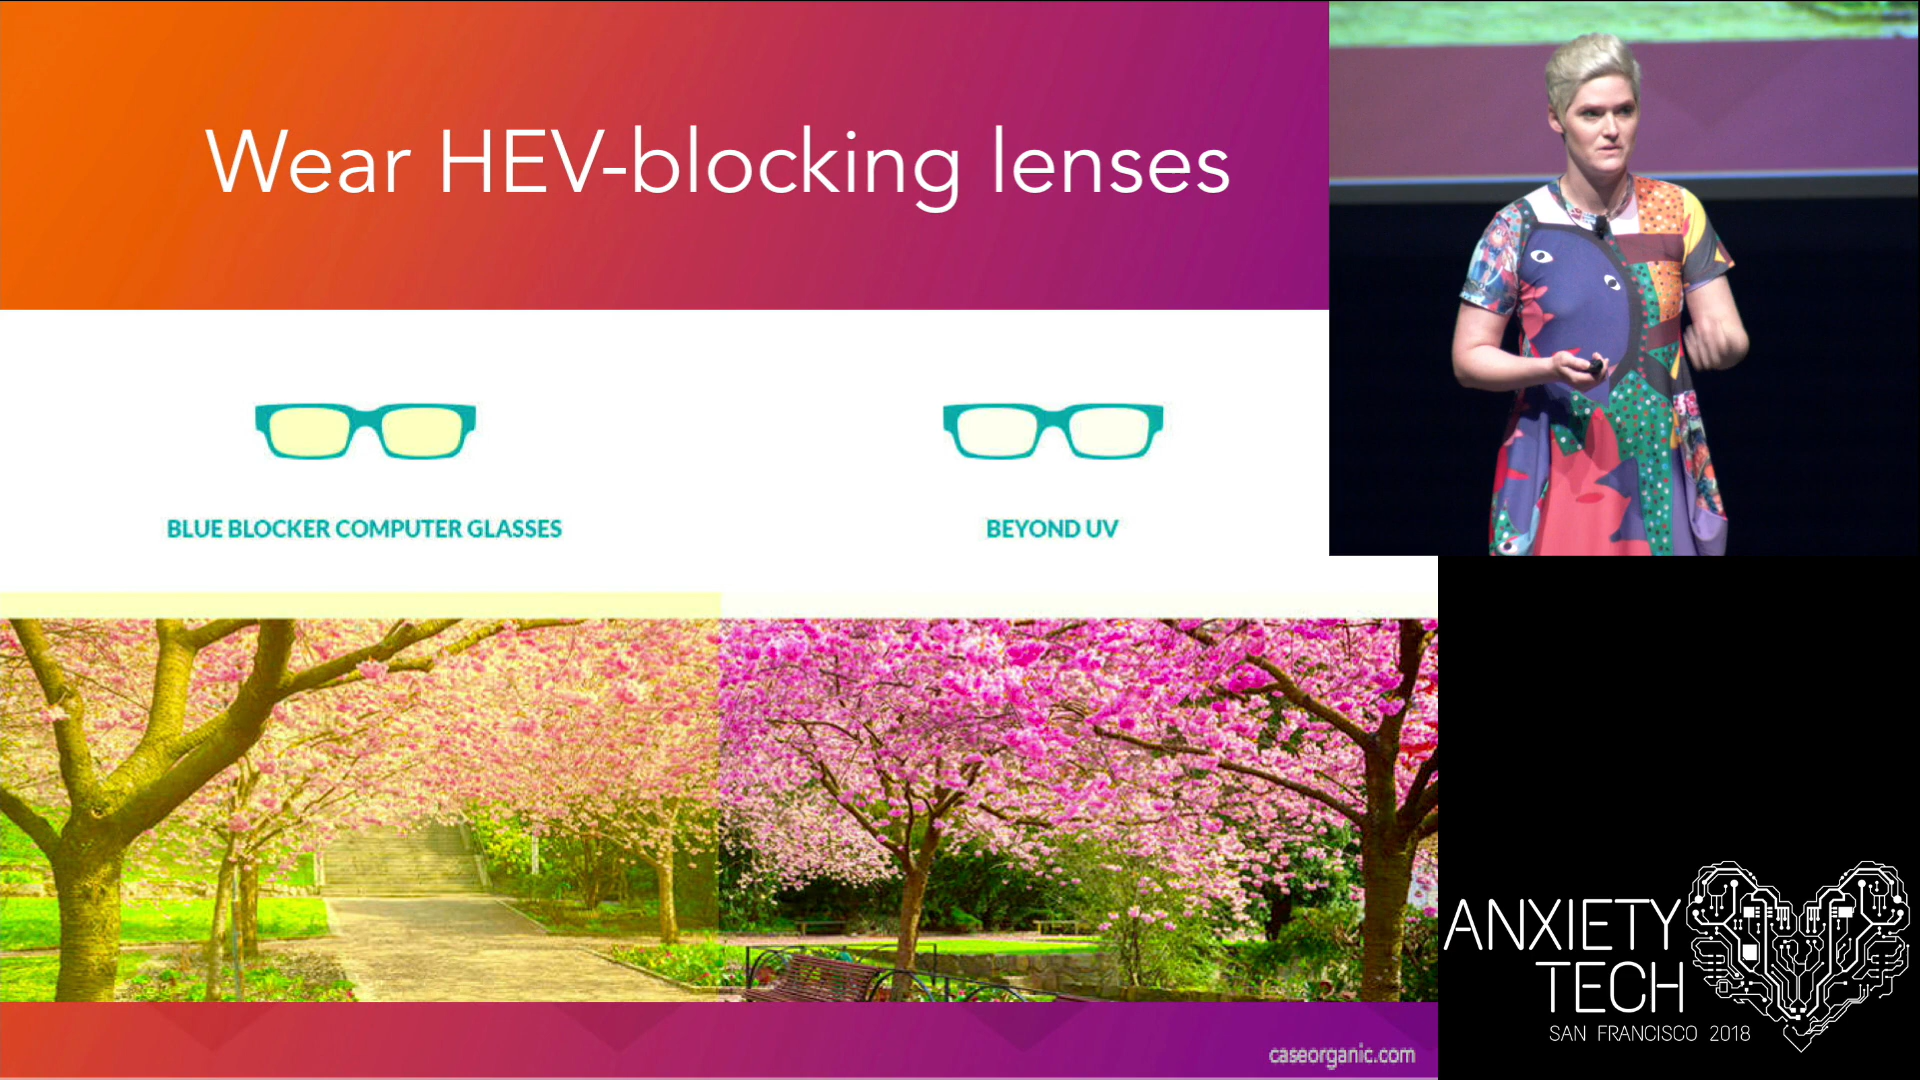 Wear HEV-blocking lenses
BLUE BLOCKER COMPUTER GLASSES
BEYOND UV
caseorganic.com
ANXIETY
TECH
SAN FRANCISCO 2018